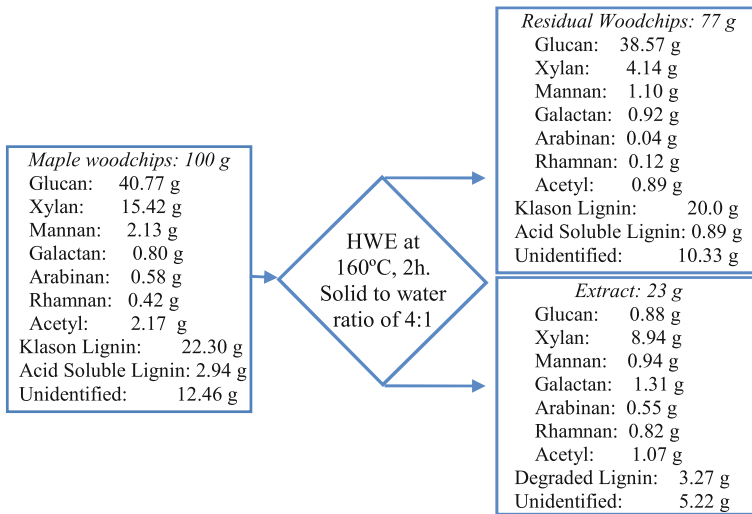 Maple woodchips: 100 g
Glucan: 40.77 g
Xylan: 15.42 g
Mannan: 2.13 g
Galactan: 0.80 g
Arabinan: 0.58 g
Rhamnan: 0.42 g
Acetyl: 2.17 g
Klason Lignin: 22.30 g
Acid Soluble Lignin: 2.94 g
Unidentified: 12.46 g
HWE at
160ºC, 2h.
Solid to water
ratio of 4:1
Residual Woodchips: 77 g
Glucan: 38.57 g
Xylan: 4.14 g
Mannan: 1.10 g
Galactan: 0.92 g
Arabinan: 0.04 g
Rhamnan: 0.12 g
Acetyl: 0.89 g
Klason Lignin: 20.0 g
Acid Soluble Lignin: 0.89 g
Unidentified: 10.33 g
Extract: 23 g
Glucan: 0.88 g
Xylan: 8.94 g
Mannan: 0.94 g
Galactan: 1.31 g
Arabinan: 0.55 g
Rhamnan: 0.82 g
Acetyl: 1.07 g
Degraded Lignin: 3.27 g
Unidentified: 5.22 g